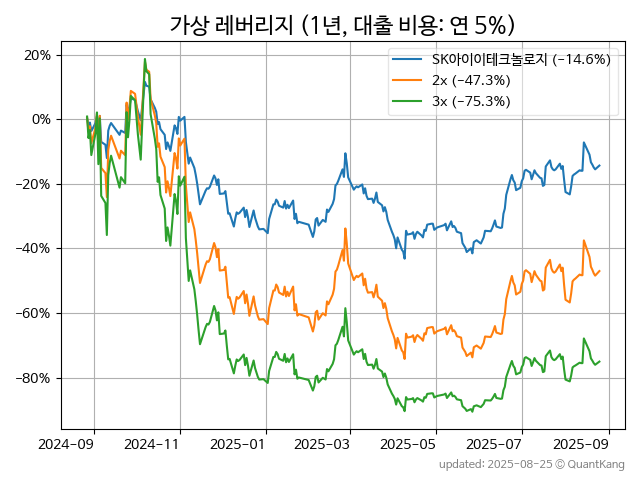 가상 레버리지 (1년, 대출 비용: 연 5%)
SK아이이테크놀로지 (−14.6%)
2x (−47.3%)
3x (−75.3%)
20%
0%
−20%
−40%
−60%
−80%
2024-09 2024-11 2025-01 2025-03 2025-05 2025-07 2025-09
updated: 2025-08-25 © QuantKang